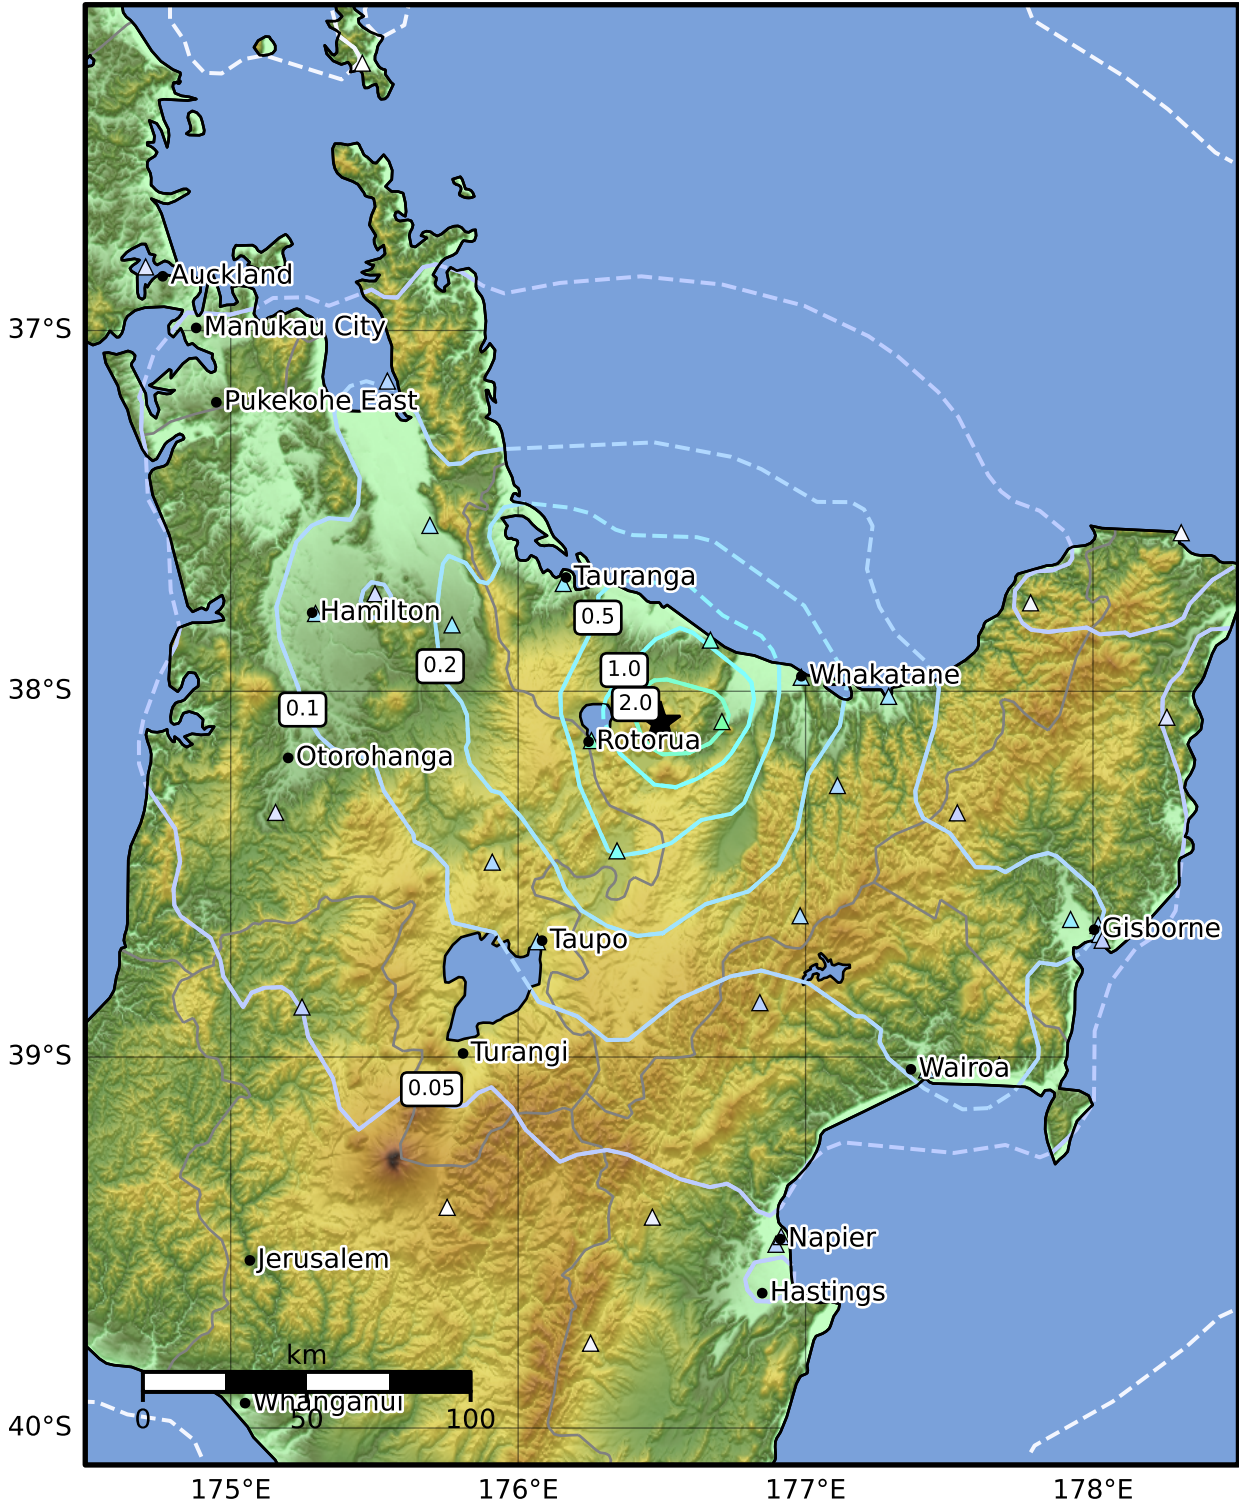 Auckland
Manukau City
37°S
Pukekohe East
Tauranga
Hamilton
0.5
0.2
1.0
Whakatane
38°S
0.1
2.0
Rotorua
Otorohanga
Gisborne
Taupo
Turangi
39°S
Wairoa
0.05
Napier
Jerusalem
Hastings
km
Whanganui
0 50 100
40°S
175°E 176°E 177°E 178°E